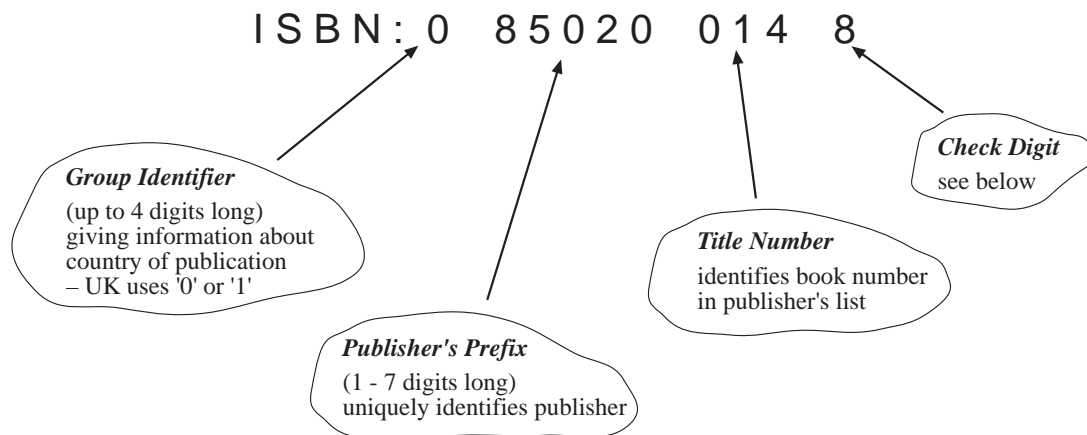 ISBN: 0 85020 014 8
Group Identifier
(up to 4 digits long)
giving information about
country of publication
– UK uses '0' or '1'
Publisher's Prefix
(1 - 7 digits long)
uniquely identifies publisher
Title Number
identifies book number
in publisher's list
Check Digit
see below